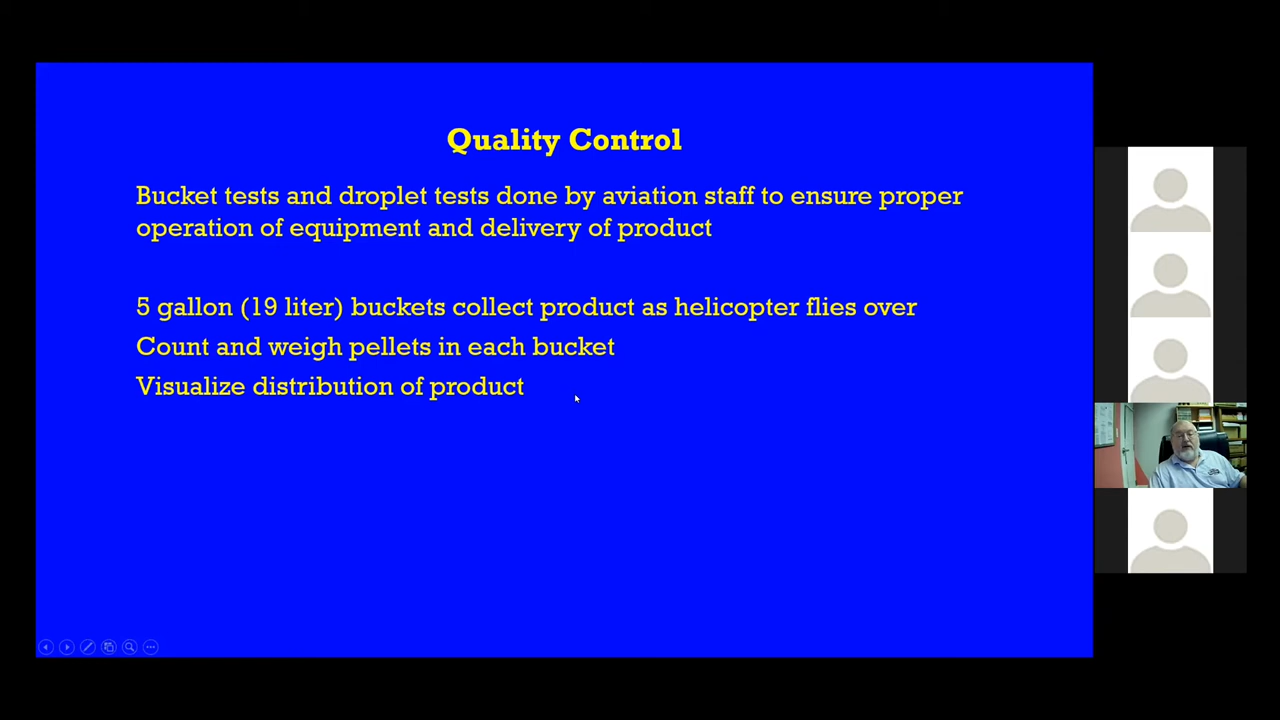 Quality Control
Bucket tests and droplet tests done by aviation staff to ensure proper
operation of equipment and delivery of product
5 gallon (19 liter) buckets collect product as helicopter flies over
Count and weigh pellets in each bucket
Visualize distribution of product